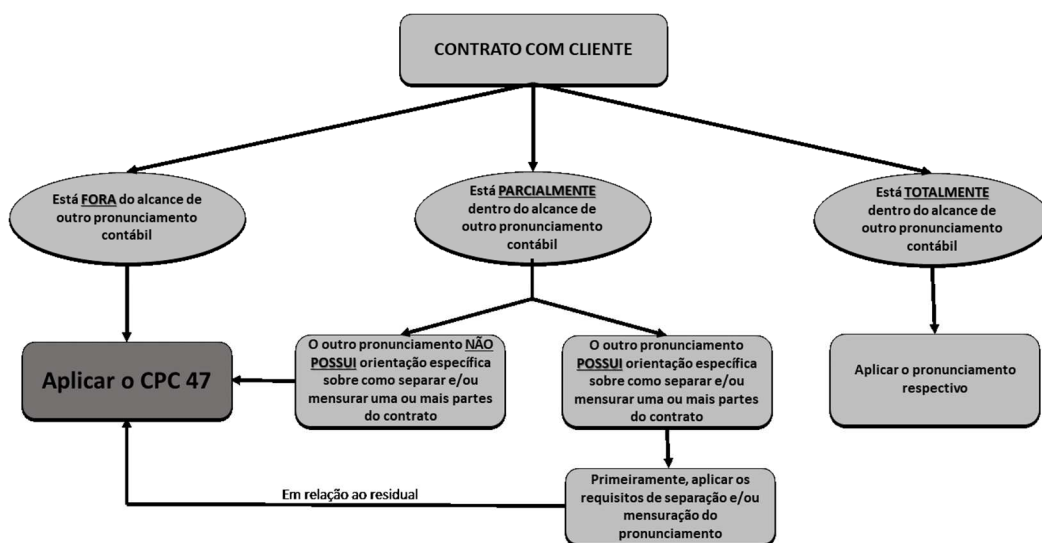 CONTRATO COM CLIENTE
Está FORA do alcance de
outro pronunciamento
contábil
Está PARCIALMENTE
dentro do alcance de
outro pronunciamento
contábil
Está TOTALMENTE
dentro do alcance de
outro pronunciamento
contábil
Aplicar o CPC 47
O outro pronunciamento NÃO
POSSUI orientação específica
sobre como separar e/ou
mensurar uma ou mais partes
do contrato
O outro pronunciamento
POSSUI orientação específica
sobre como separar e/ou
mensurar uma ou mais partes
do contrato
Aplicar o pronunciamento
respectivo
Em relação ao residual
Primeiramente, aplicar os
requisitos de separação e/ou
mensuração do
pronunciamento